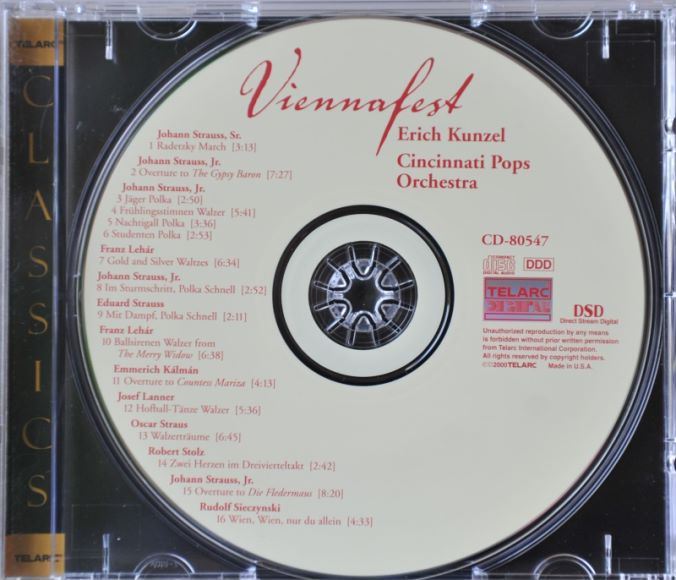 TELARC
CLASSICS
TELARC
Viennafest
Erich Kunzel
Cincinnati Pops
Orchestra
Johann Strauss, Sr.
1 Radetzky March [3:13]
Johann Strauss, Jr.
2 Overture to The Gypsy Baron [7:27]
Johann Strauss, Jr.
3 Jäger Polka [2:50]
4 Frühlingsstimnen Walzer [5:41]
5 Nachtigall Polka [3:36]
6 Studenten Polka [2:53]
Franz Lehár
7 Gold and Silver Waltzes [6:34]
Johann Strauss, Jr.
8 Im Sturmschritt, Polka Schnell [2:52]
Eduard Strauss
9 Mit Dampf, Polka Schnell [2:11]
Franz Lehár
10 Ballsirenen Walzer from
The Merry Widow [6:38]
Emmerich Kálmán
11 Overture to Countess Mariza [4:13]
Josef Lanner
12 Hofball-Tänze Walzer [5:36]
Oscar Straus
13 Walzerträume [6:45]
Robert Stolz
14 Zwei Herzen im Dreivierteltakt [2:42]
Johann Strauss, Jr.
15 Overture to Die Fledermaus [8:20]
Rudolf Sieczynski
16 Wien, Wien, nur du allein [4:33]
CD-80547
COMPACT
disc
DIGITAL AUDIO
DDD
TELARC
DIGITAL
DSD
Direct Stream Digital
Unauthorized reproduction by any means
is forbidden without prior written permission
from Telarc International Corporation.
All rights reserved by copyright holders.
℗©2000 TELARC Made in U.S.A.